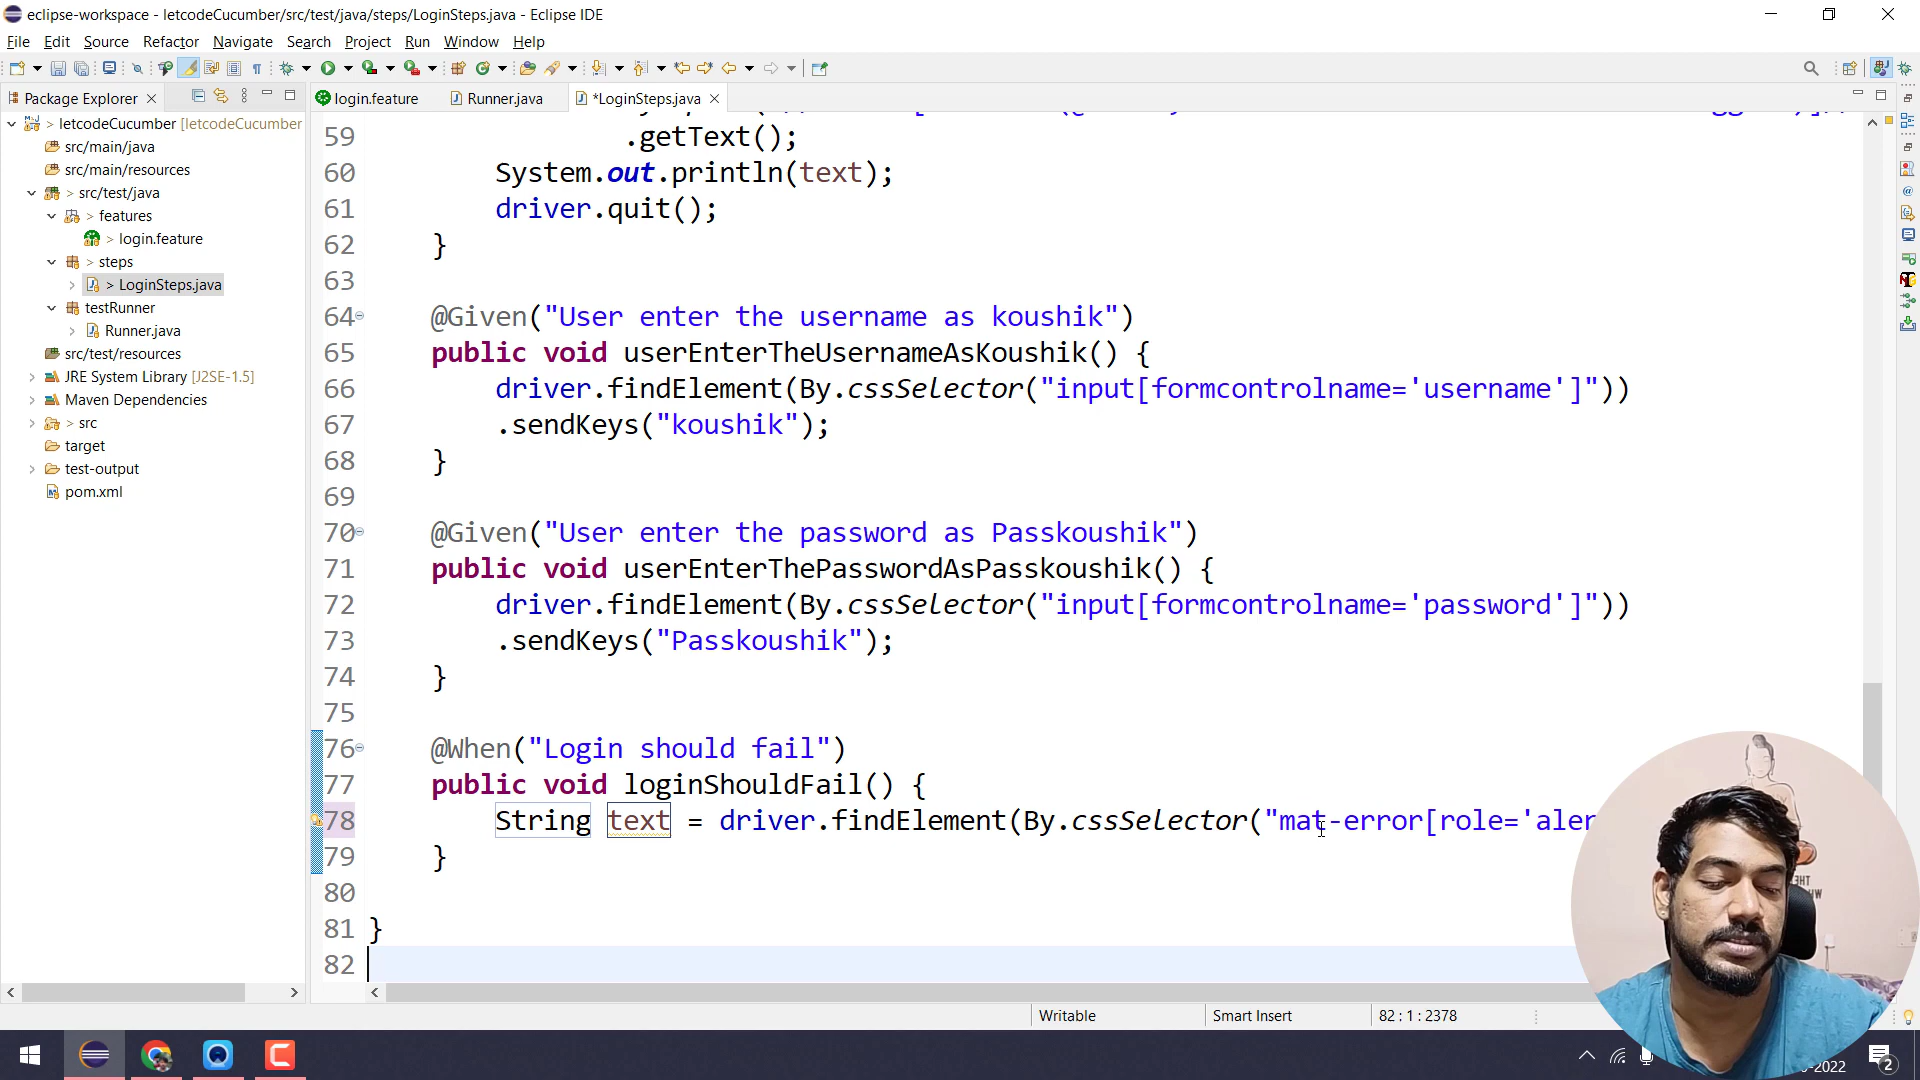 eclipse-workspace - letcodeCucumber/src/test/java/steps/LoginSteps.java - Eclipse IDE
File Edit Source Refactor Navigate Search Project Run Window Help
Package Explorer
login.feature Runner.java *LoginSteps.java
> letcodeCucumber [letcodeCucumber
src/main/java
src/main/resources
> src/test/java
> features
> login.feature
> steps
> LoginSteps.java
testRunner
Runner.java
src/test/resources
JRE System Library [J2SE-1.5]
Maven Dependencies
> src
target
test-output
pom.xml
59 .getText();
60 System.out.println(text);
61 driver.quit();
62 }
63
64 @Given("User enter the username as koushik")
65 public void userEnterTheUsernameAsKoushik() {
66 driver.findElement(By.cssSelector("input[formcontrolname='username']"))
67 .sendKeys("koushik");
68 }
69
70 @Given("User enter the password as Passkoushik")
71 public void userEnterThePasswordAsPasskoushik() {
72 driver.findElement(By.cssSelector("input[formcontrolname='password']"))
73 .sendKeys("Passkoushik");
74 }
75
76 @When("Login should fail")
77 public void loginShouldFail() {
78 String text = driver.findElement(By.cssSelector("mat-error[role='aler
79 }
80
81 }
82
Writable Smart Insert 82 : 1 : 2378
-2022
2